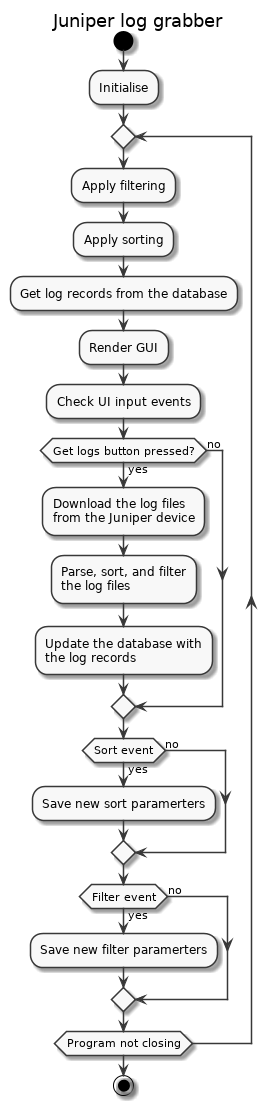 Juniper log grabber
Initialise
Apply filtering
Apply sorting
Get log records from the database
Render GUI
Check UI input events
Get logs button pressed?
no
yes
Download the log files
from the Juniper device
Parse, sort, and filter
the log files
Update the database with
the log records
Sort event
no
yes
Save new sort paramerters
Filter event
no
yes
Save new filter paramerters
Program not closing